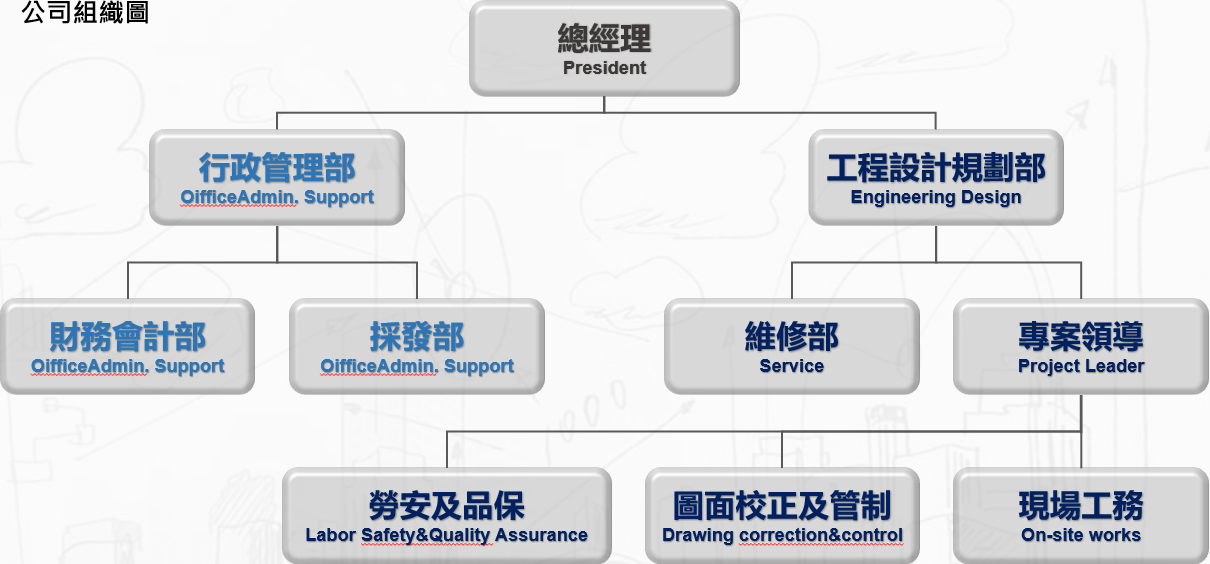 公司組織圖
總經理
President
行政管理部
OifficeAdmin. Support
工程設計規劃部
Engineering Design
財務會計部
OifficeAdmin. Support
採發部
OifficeAdmin. Support
維修部
Service
專案領導
Project Leader
勞安及品保
Labor Safety&Quality Assurance
圖面校正及管制
Drawing correction&control
現場工務
On-site works